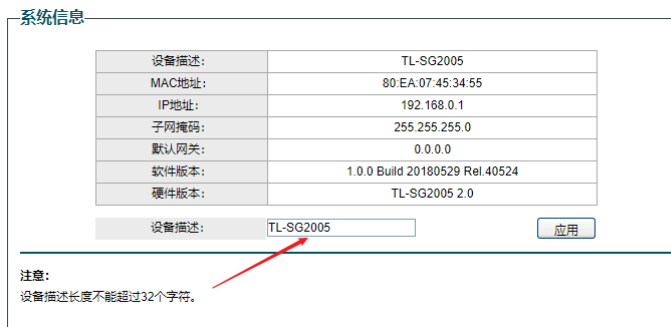 系统信息
设备描述： TL-SG2005
MAC地址： 80:EA:07:45:34:55
IP地址： 192.168.0.1
子网掩码： 255.255.255.0
默认网关： 0.0.0.0
软件版本： 1.0.0 Build 20180529 Rel.40524
硬件版本： TL-SG2005 2.0
设备描述： TL-SG2005 应用
注意：
设备描述长度不能超过32个字符。